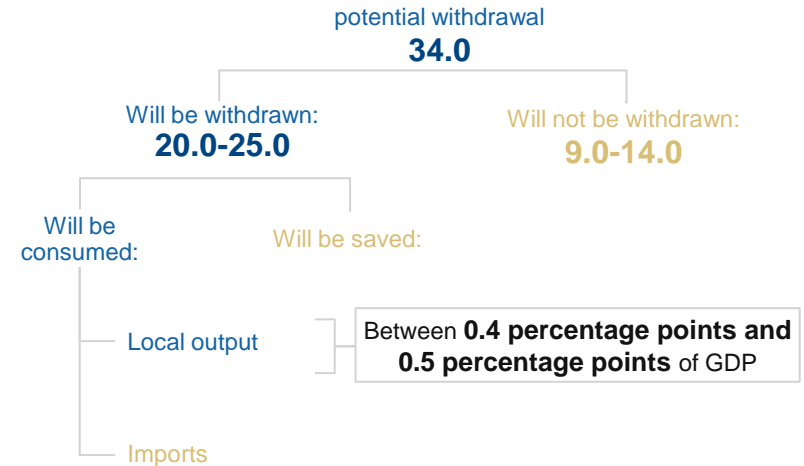 potential withdrawal
34.0
Will be withdrawn:
20.0-25.0
Will not be withdrawn:
9.0-14.0
Will be
consumed:
Will be saved:
Local output
Between 0.4 percentage points and
0.5 percentage points of GDP
Imports